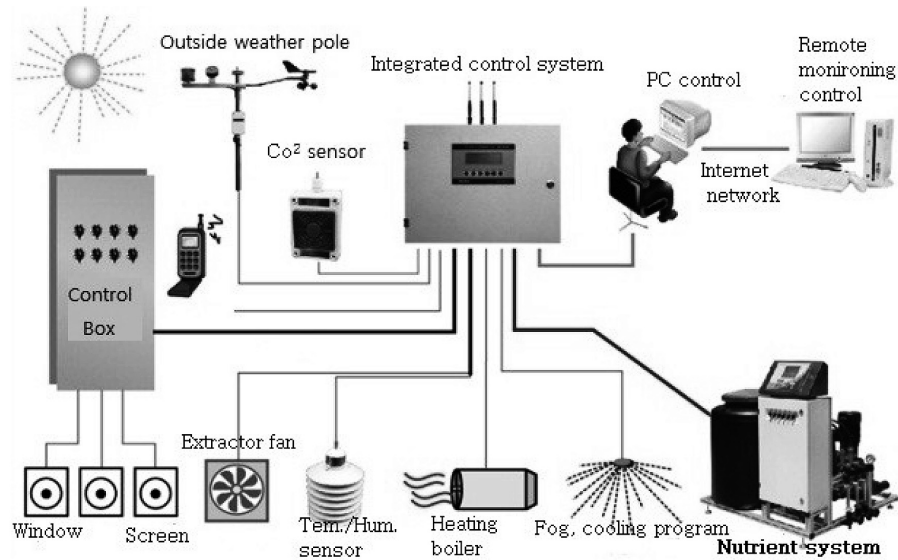 Outside weather pole
Integrated control system
Remote
monironing
control
PC control
Co² sensor
Internet
network
Control
Box
Extractor fan
Window
Screen
Tem./Hum.
sensor
Heating
boiler
Fog, cooling program
Nutrient system